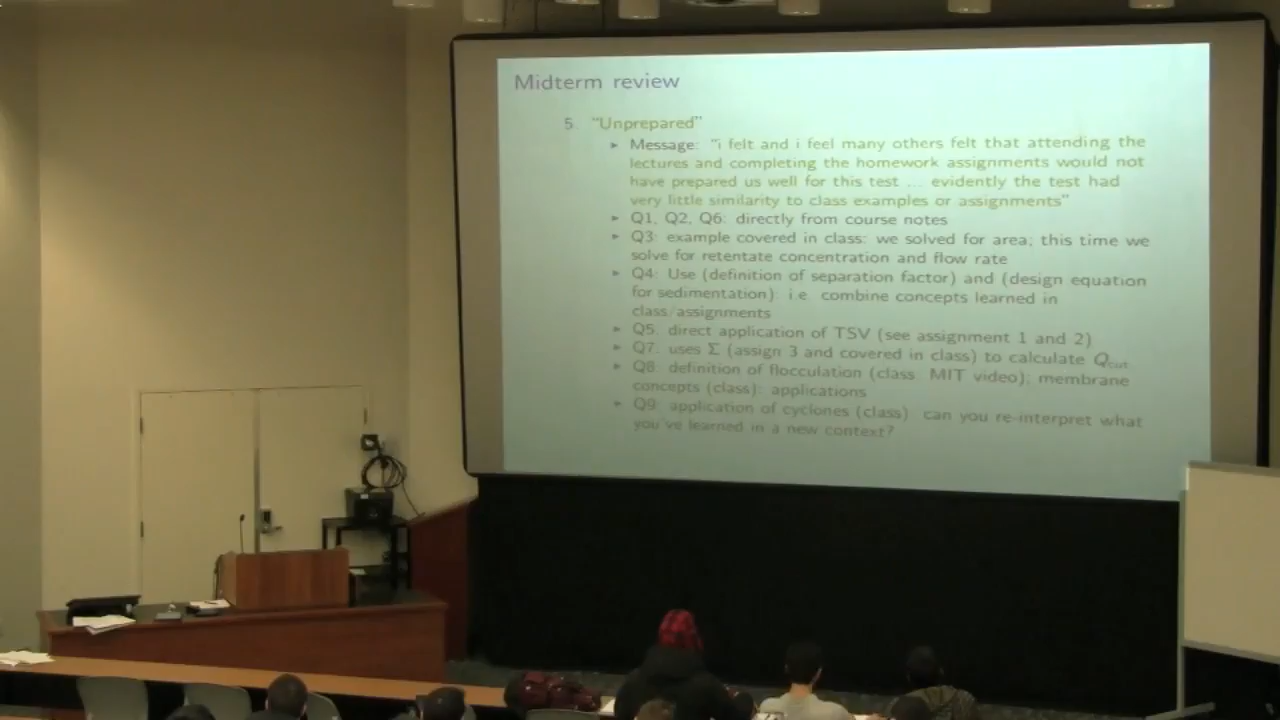 Midterm review
5. "Unprepared"
▸ Message: "i felt and i feel many others felt that attending the
lectures and completing the homework assignments would not
have prepared us well for this test ... evidently the test had
very little similarity to class examples or assignments"
▸ Q1, Q2, Q6: directly from course notes
▸ Q3: example covered in class: we solved for area; this time we
solve for retentate concentration and flow rate
▸ Q4: Use (definition of separation factor) and (design equation
for sedimentation): i.e. combine concepts learned in
class/assignments
▸ Q5: direct application of TSV (see assignment 1 and 2)
▸ Q7: uses Σ (assign 3 and covered in class) to calculate Qcut
▸ Q8: definition of flocculation (class: MIT video); membrane
concepts (class): applications
▸ Q9: application of cyclones (class): can you re-interpret what
you've learned in a new context?